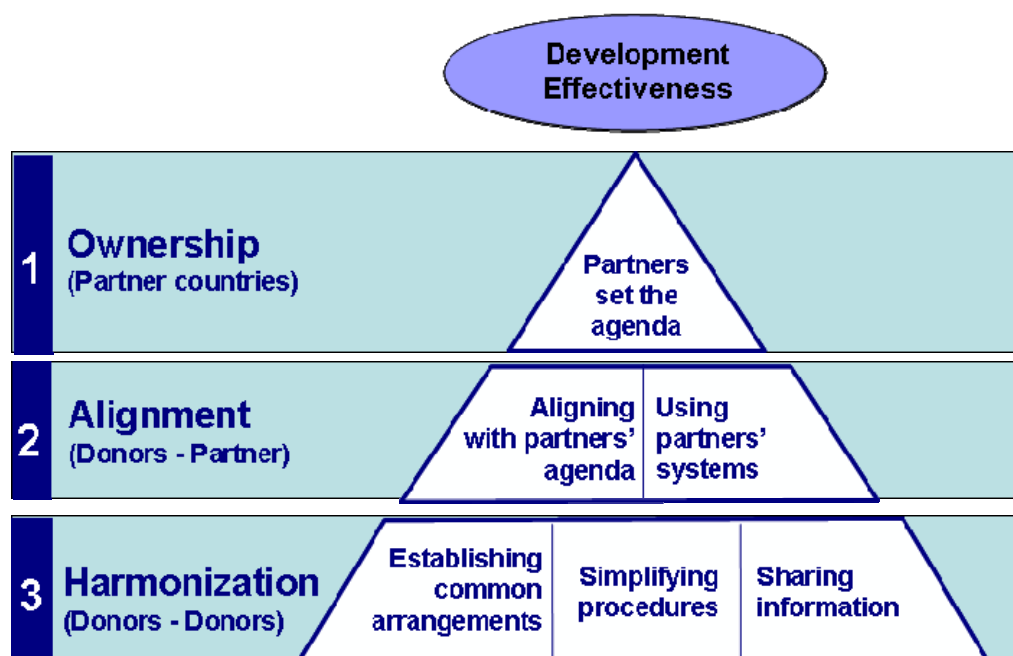 Development
Effectiveness
1
Ownership
(Partner countries)
Partners
set the
agenda
2
Alignment
(Donors - Partner)
Aligning
with partners’
agenda
Using
partners’
systems
3
Harmonization
(Donors - Donors)
Establishing
common
arrangements
Simplifying
procedures
Sharing
information